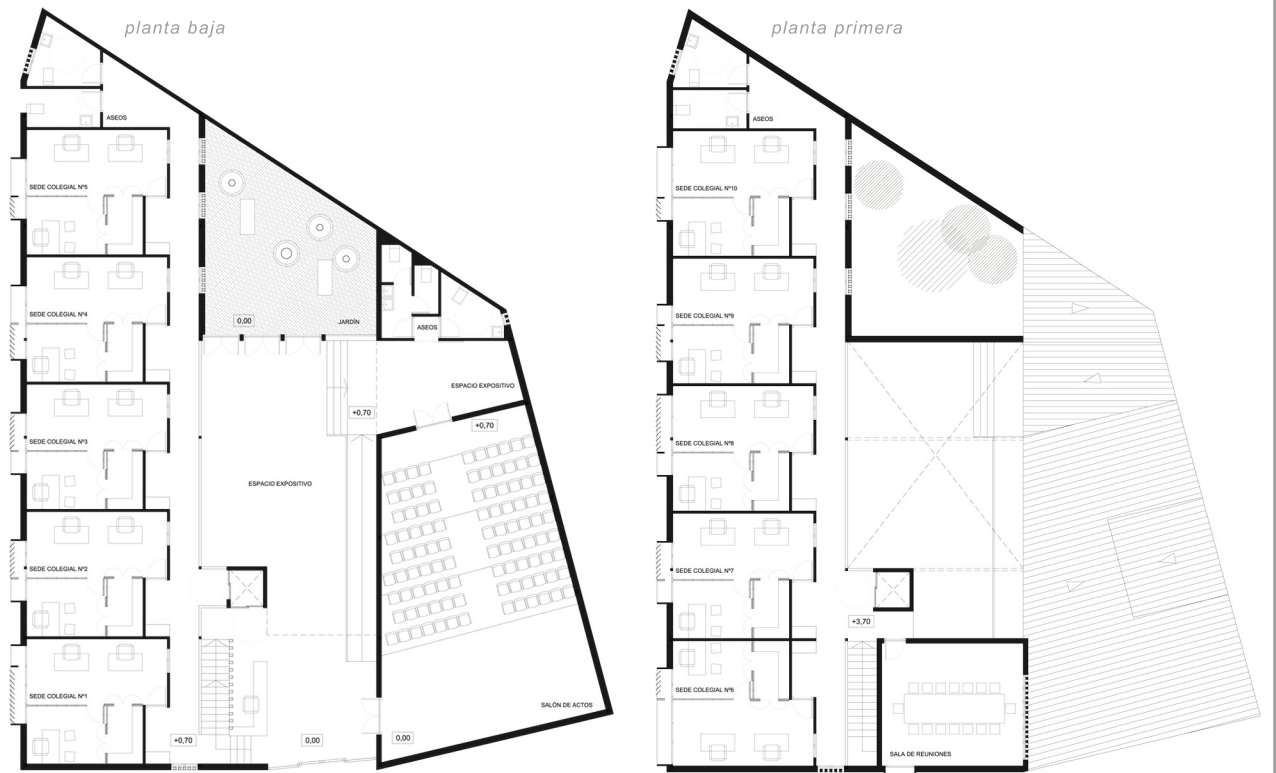 planta baja
ASEOS
SEDE COLEGIAL Nº5
SEDE COLEGIAL Nº4
0,00
JARDÍN
ASEOS
ESPACIO EXPOSITIVO
+0,70
+0,70
SEDE COLEGIAL Nº3
ESPACIO EXPOSITIVO
SEDE COLEGIAL Nº2
SEDE COLEGIAL Nº1
SALÓN DE ACTOS
+0,70
0,00
0,00
planta primera
ASEOS
SEDE COLEGIAL Nº10
SEDE COLEGIAL Nº9
SEDE COLEGIAL Nº8
SEDE COLEGIAL Nº7
+3,70
SEDE COLEGIAL Nº6
SALA DE REUNIONES